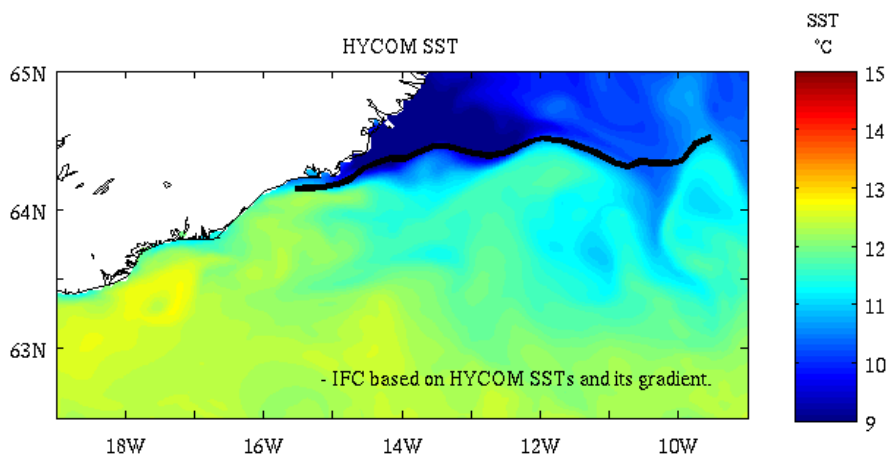 SST
°C
HYCOM SST
65N
64N
63N
18W
16W
14W
12W
10W
- IFC based on HYCOM SSTs and its gradient.
15
14
13
12
11
10
9